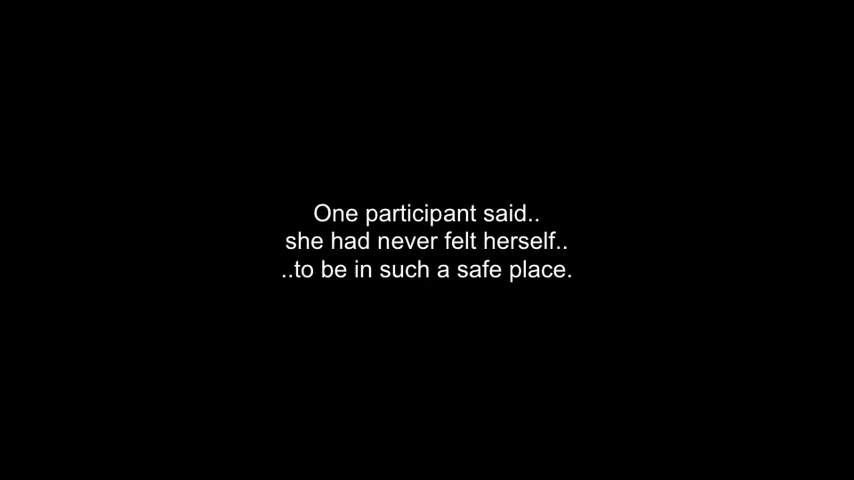 One participant said..
she had never felt herself..
..to be in such a safe place.